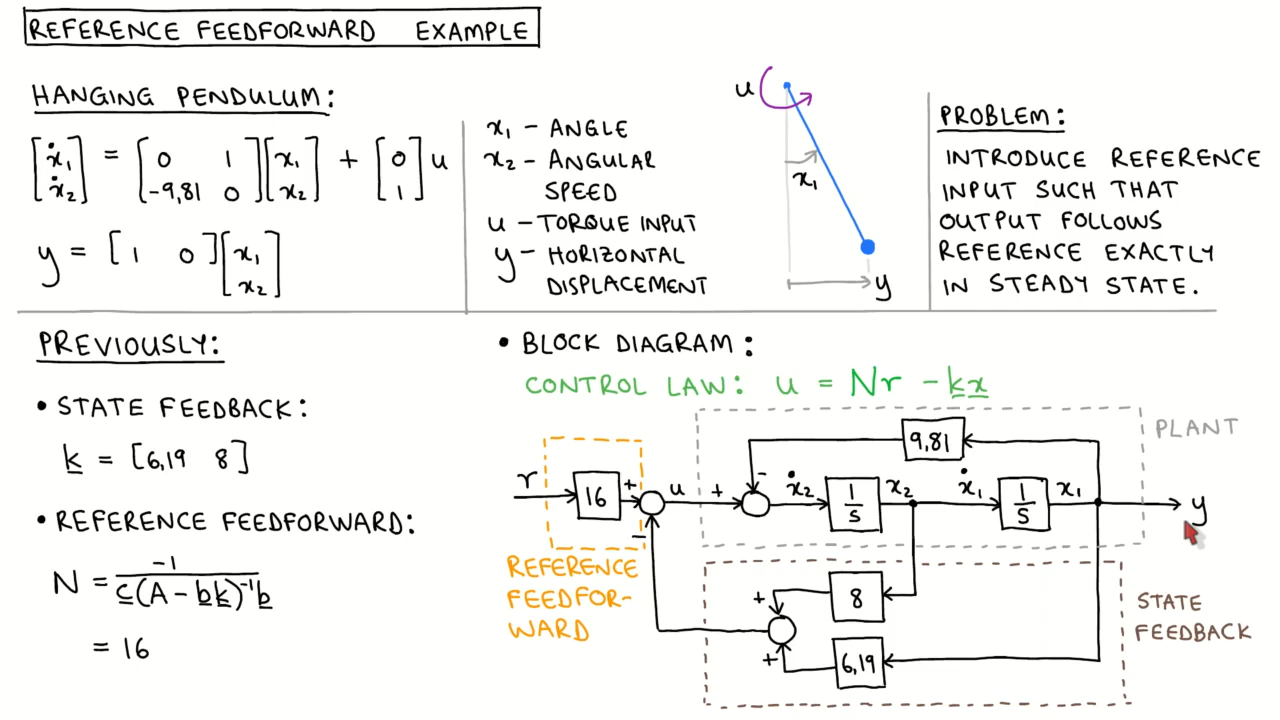 REFERENCE FEEDFORWARD EXAMPLE
HANGING PENDULUM:
[ẋ₁ ẋ₂] = [0 1 -9,81 0][x₁ x₂] + [0 1] u
y = [1 0][x₁ x₂]
x₁ - ANGLE
x₂ - ANGULAR
SPEED
u - TORQUE INPUT
y - HORIZONTAL
DISPLACEMENT
u
x₁
y
PROBLEM:
INTRODUCE REFERENCE
INPUT SUCH THAT
OUTPUT FOLLOWS
REFERENCE EXACTLY
IN STEADY STATE.
PREVIOUSLY:
• STATE FEEDBACK:
k = [6,19 8]
• REFERENCE FEEDFORWARD:
N = -1 / c(A - bk)⁻¹b
= 16
• BLOCK DIAGRAM:
CONTROL LAW: u = Nr - kx
PLANT
9,81
r 16 + u + - ẋ₂ 1/s x₂ ẋ₁ 1/s x₁ y
-
REFERENCE
FEEDFOR-
WARD
+ 8
+ 6,19
STATE
FEEDBACK